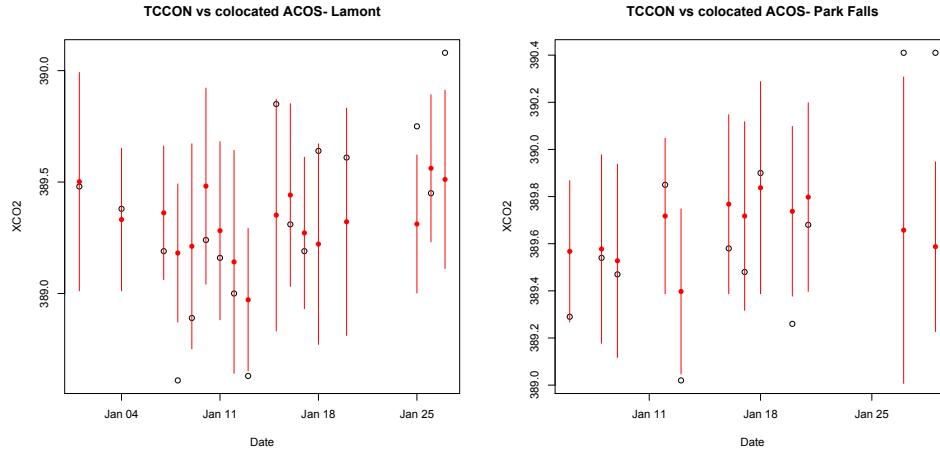 TCCON vs colocated ACOS- Lamont
390.0
389.5
389.0
XCO2
Jan 04 Jan 11 Jan 18 Jan 25
Date
TCCON vs colocated ACOS- Park Falls
390.4
390.2
390.0
389.8
389.6
389.4
389.2
389.0
XCO2
Jan 11 Jan 18 Jan 25
Date